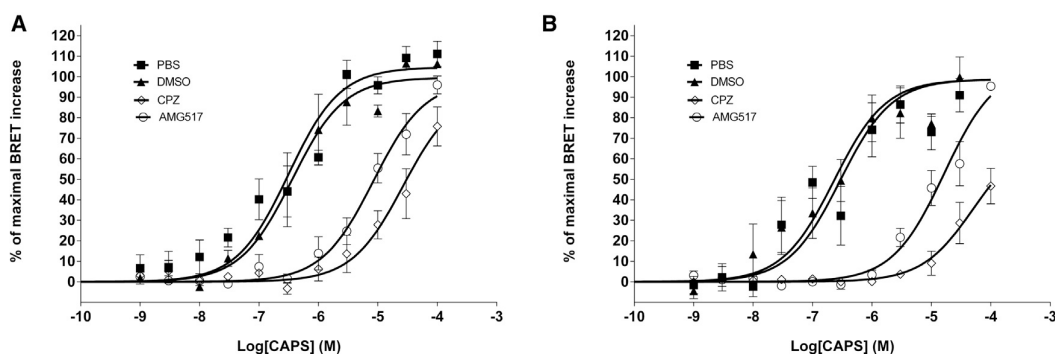 A
% of maximal BRET increase
120
110
100
90
80
70
60
50
40
30
20
10
0
PBS
DMSO
CPZ
AMG517
-10 -9 -8 -7 -6 -5 -4 -3
Log[CAPS] (M)
B
% of maximal BRET increase
120
110
100
90
80
70
60
50
40
30
20
10
0
PBS
DMSO
CPZ
AMG517
-10 -9 -8 -7 -6 -5 -4 -3
Log[CAPS] (M)